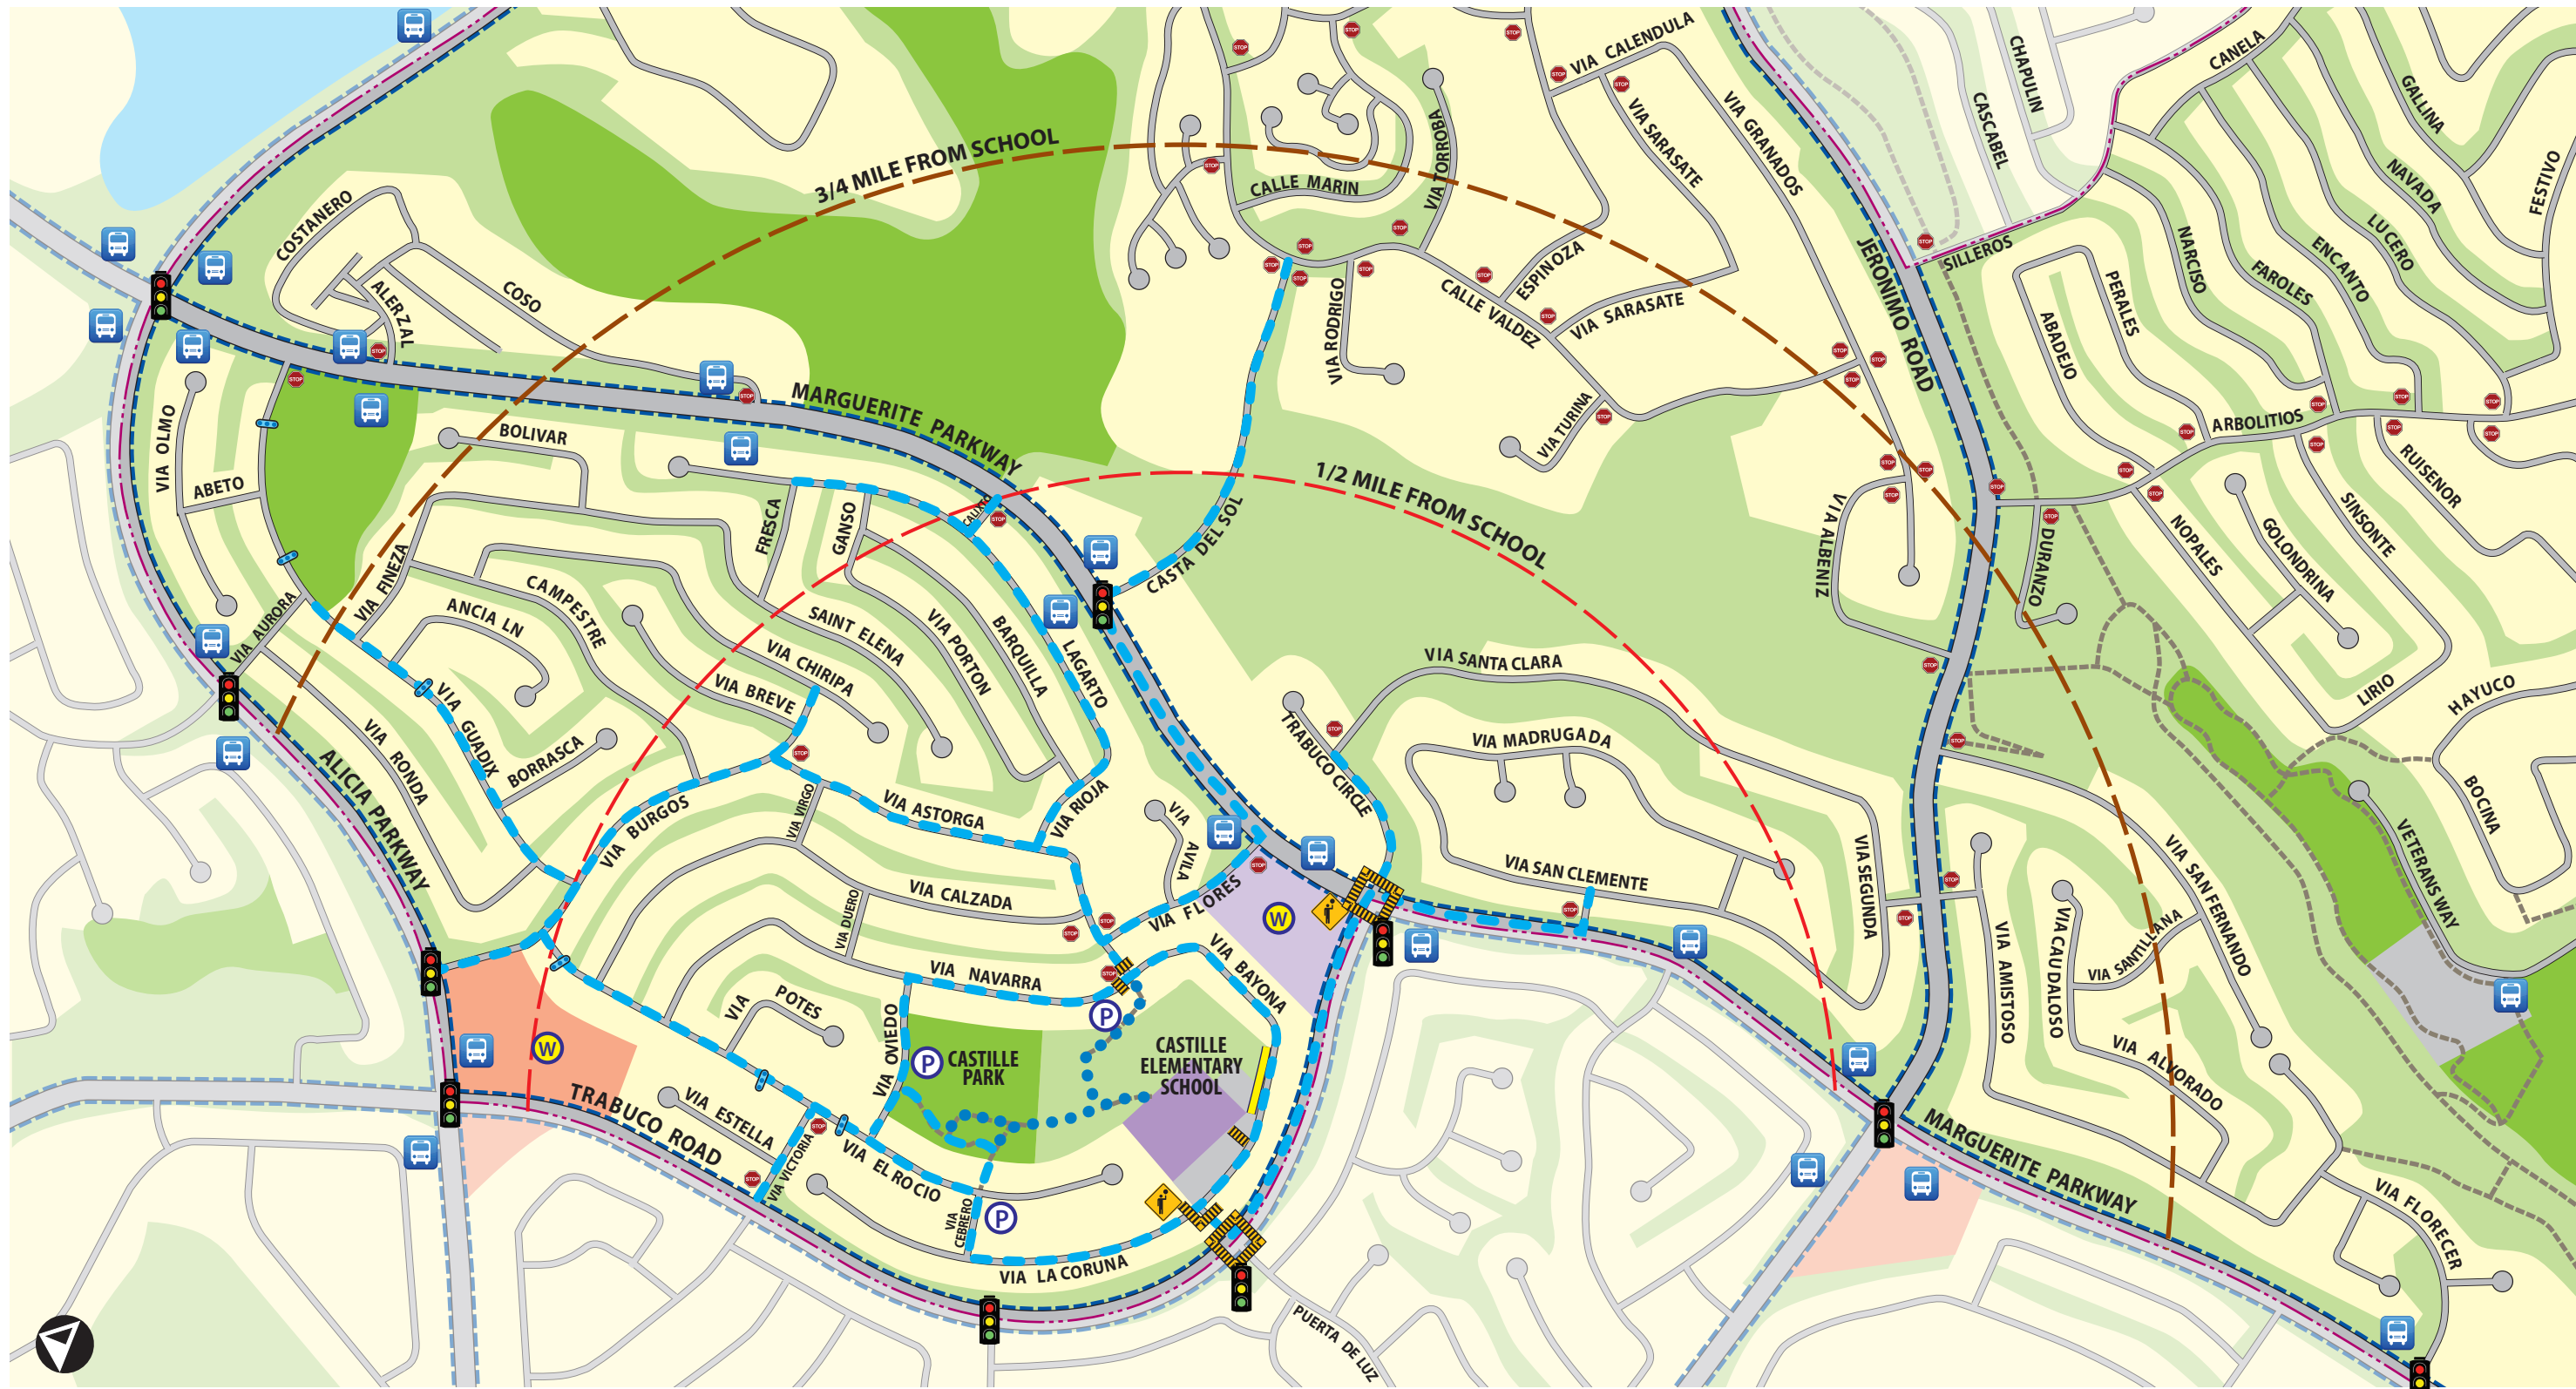 VIA CALENDULA
CHAPULIN
CANELA
GALLINA
CASCABEL
VIA SARASATE
VIA GRANADOS
3/4 MILE FROM SCHOOL
VIA TORROBA
CALLE MARIN
NAVADA
FESTIVO
COSTANERO
LUCERO
NARCISO
SILLEROS
ENCANTO
FAROLES
PERALES
ESPINOZA
JERONIMO ROAD
COSO
ALERZAL
CALLE VALDEZ
VIA SARASATE
VIA RODRIGO
ABADEJO
MARGUERITE PARKWAY
VIA OLMO
BOLIVAR
VIA TURINA
ARBOLITIOS
RUISENOR
1/2 MILE FROM SCHOOL
ABETO
FRESCA
GANSO
CALIXTO
CASTA DEL SOL
VIA ALBENIZ
NOPALES
GOLONDRINA
SINSONTE
DURANZO
VIA FINEZA
CAMPESTRE
ANCIA LN
VIA AURORA
SAINT ELENA
VIA PORTON
BARQUILLA
LAGARTO
VIA CHIRIPA
VIA BREVE
VIA SANTA CLARA
LIRIO
HAYUCO
VIA GUADIX
VIA RONDA
BORRASCA
ALICIA PARKWAY
TRABUCO CIRCLE
VIA MADRUGADA
BOCINA
VIA BURGOS
VIA VIRGO
VIA ASTORGA
VIA RIOJA
VIA AVILA
VETERANS WAY
VIA SAN CLEMENTE
VIA SEGUNDA
VIA SAN FERNANDO
VIA CALZADA
VIA DUERO
VIA FLORES
W
VIA AMISTOSO
VIA CAUDALOSO
VIA SANTILLANA
VIA NAVARRA
VIA BAYONA
VIA POTES
VIA OVIEDO
P
P
W
CASTILLE
PARK
CASTILLE
ELEMENTARY
SCHOOL
VIA ALVORADO
TRABUCO ROAD
VIA ESTELLA
VIA VICTORIA
VIA EL ROCIO
VIA CEBRERO
P
MARGUERITE PARKWAY
VIA FLORECER
VIA LA CORUNA
PUERTA DE LUZ
STOP